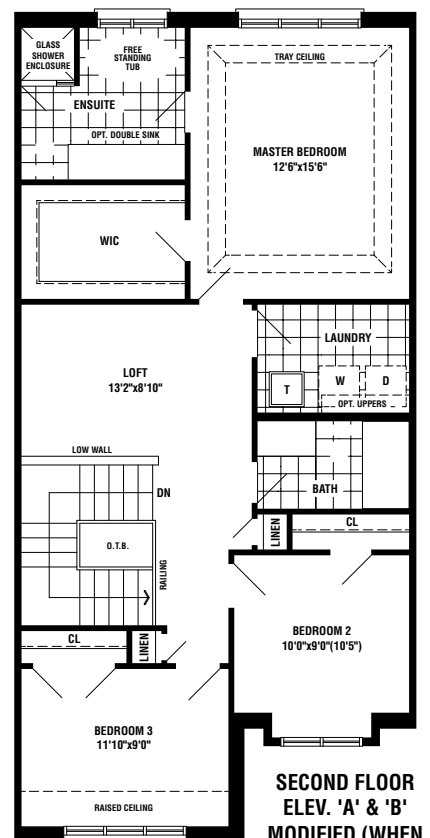 GLASS
SHOWER
ENCLOSURE
FREE
STANDING
TUB
TRAY CEILING
ENSUITE
OPT. DOUBLE SINK
MASTER BEDROOM
12'6"x15'6"
WIC
LAUNDRY
LOFT
13'2"x8'10"
T
W
D
OPT. UPPERS
LOW WALL
DN
BATH
O.T.B.
RAILING
LINEN
CL
CL
LINEN
BEDROOM 2
10'0"x9'0"(10'5")
BEDROOM 3
11'10"x9'0"
RAISED CEILING
SECOND FLOOR
ELEV. 'A' & 'B'
MODIFIED (WHEN